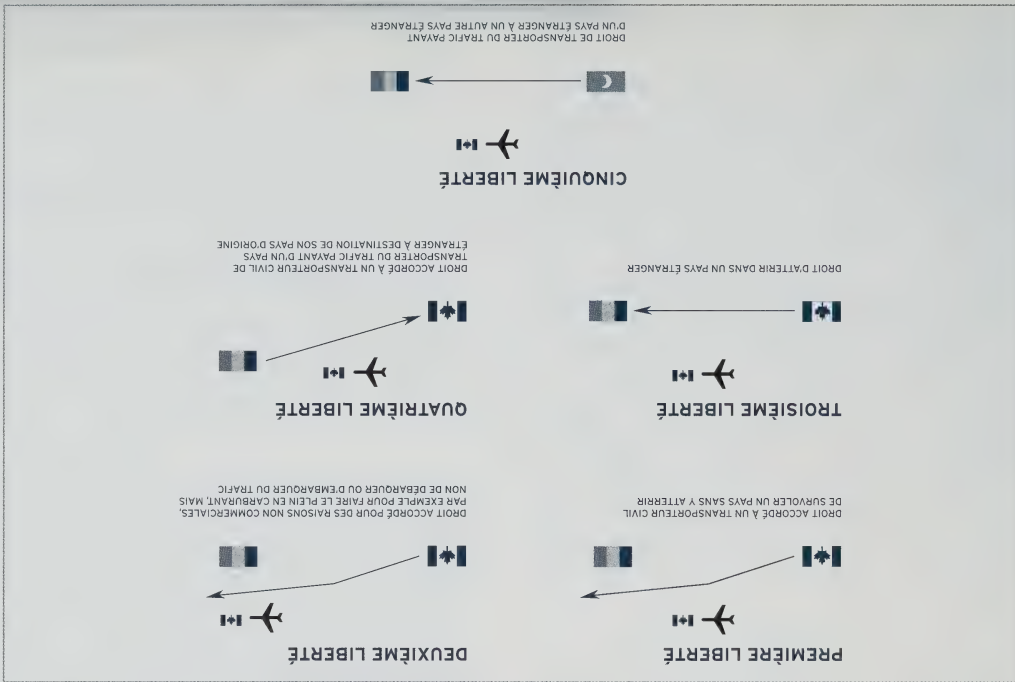 PREMIÈRE LIBERTÉ
DROIT ACCORDÉ À UN TRANSPORTEUR CIVIL
DE SURVOLER UN PAYS SANS Y ATTERIR
DEUXIÈME LIBERTÉ
DROIT ACCORDÉ POUR DES RAISONS NON COMMERCIALES,
PAR EXEMPLE POUR FAIRE LE PLEIN EN CARBURANT, MAIS
NON DE DÉBARQUER OU D'EMBARQUER DU TRAFIC
TROISIÈME LIBERTÉ
DROIT D'ATTERIR DANS UN PAYS ÉTRANGER
QUATRIÈME LIBERTÉ
DROIT ACCORDÉ À UN TRANSPORTEUR CIVIL DE
TRANSPORTER DU TRAFIC PAYANT D'UN PAYS
ÉTRANGER À DESTINATION DE SON PAYS D'ORIGINE
CINQUIÈME LIBERTÉ
DROIT DE TRANSPORTER DU TRAFIC PAYANT
D'UN PAYS ÉTRANGER À UN AUTRE PAYS ÉTRANGER